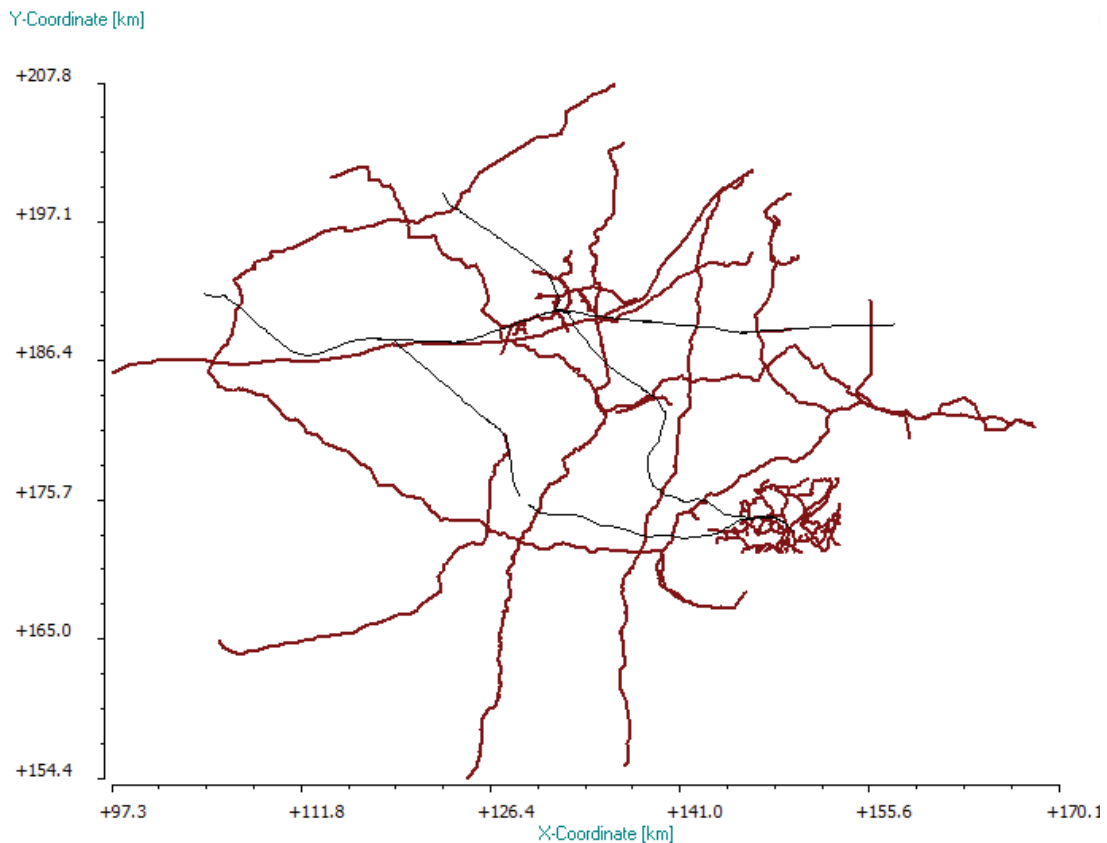 Y-Coordinate [km]
+207.8
+197.1
+186.4
+175.7
+165.0
+154.4
+97.3 +111.8 +126.4 +141.0 +155.6 +170.1
X-Coordinate [km]